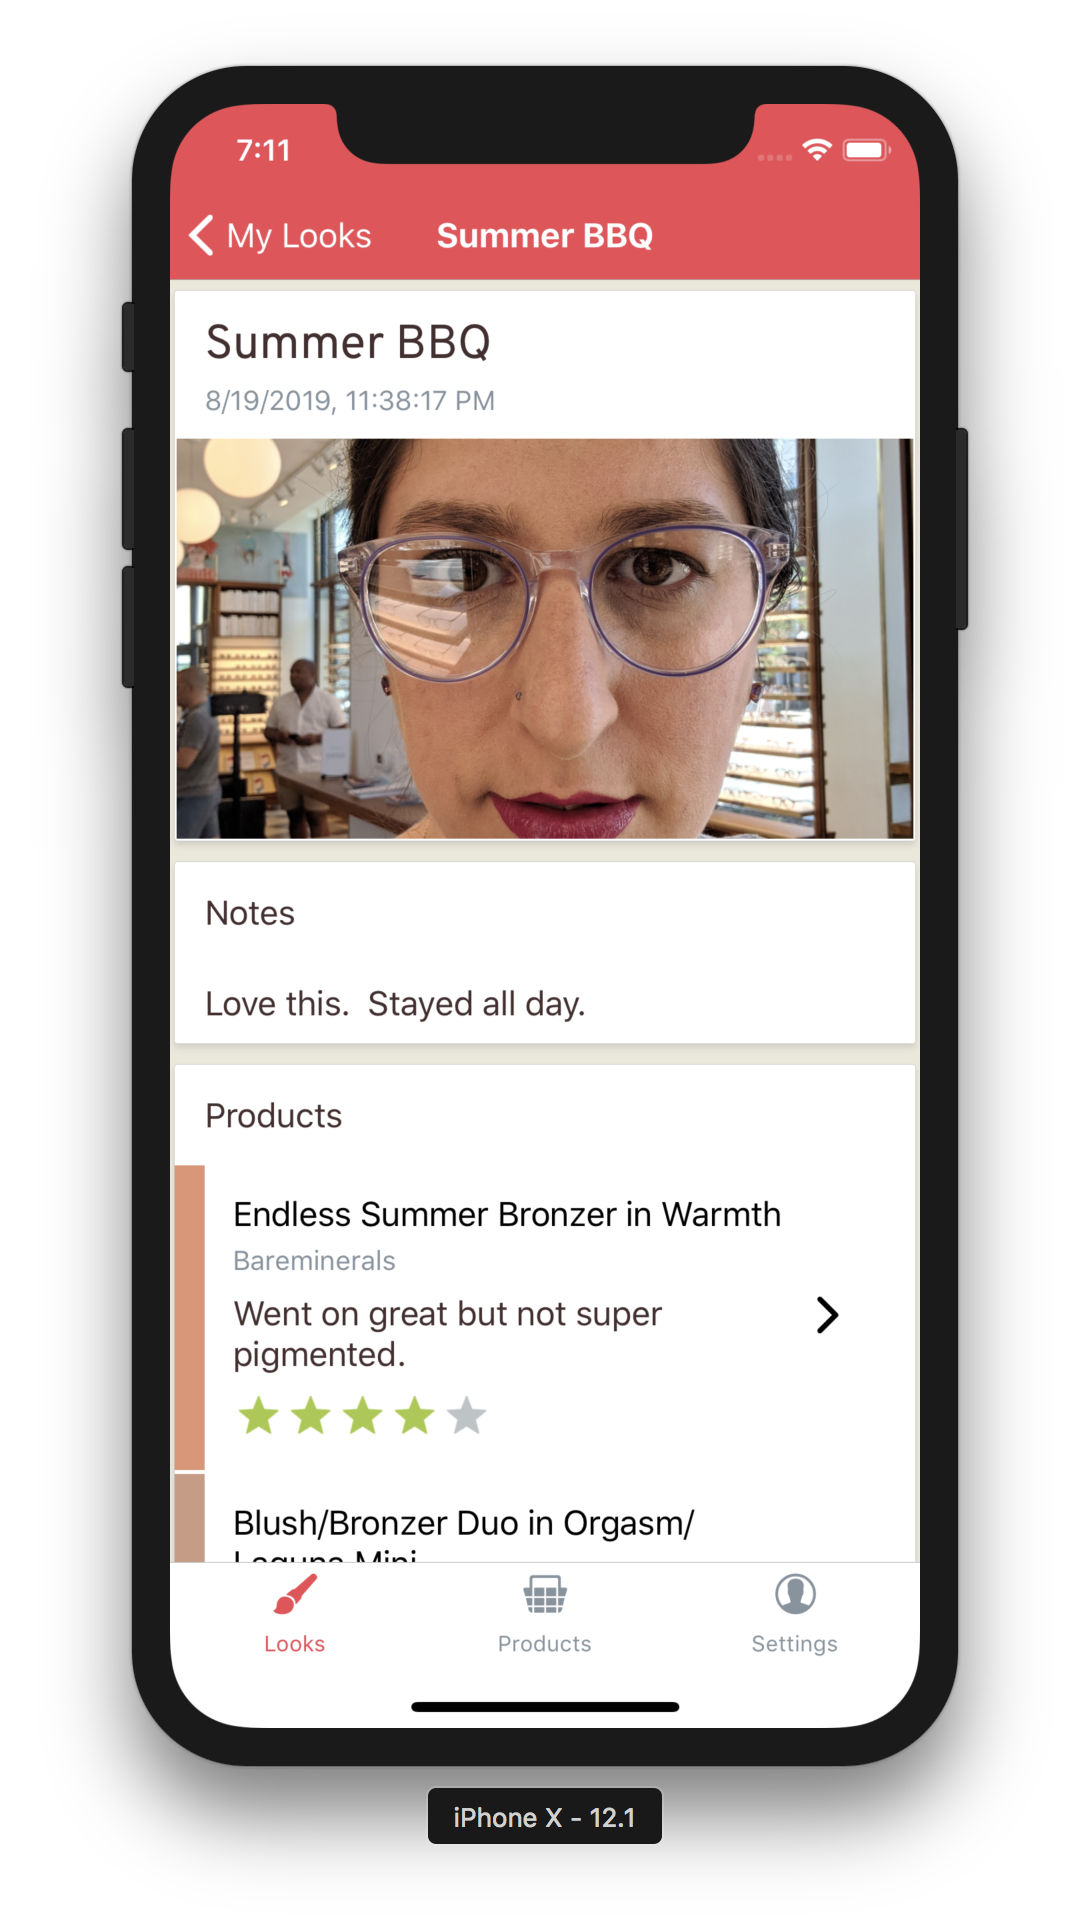 7:11
My Looks
Summer BBQ
Summer BBQ
8/19/2019, 11:38:17 PM
Notes
Love this.  Stayed all day.
Products
Endless Summer Bronzer in Warmth
Bareminerals
Went on great but not super
pigmented.
Blush/Bronzer Duo in Orgasm/
Laguna Mini
Looks
Products
Settings
iPhone X - 12.1